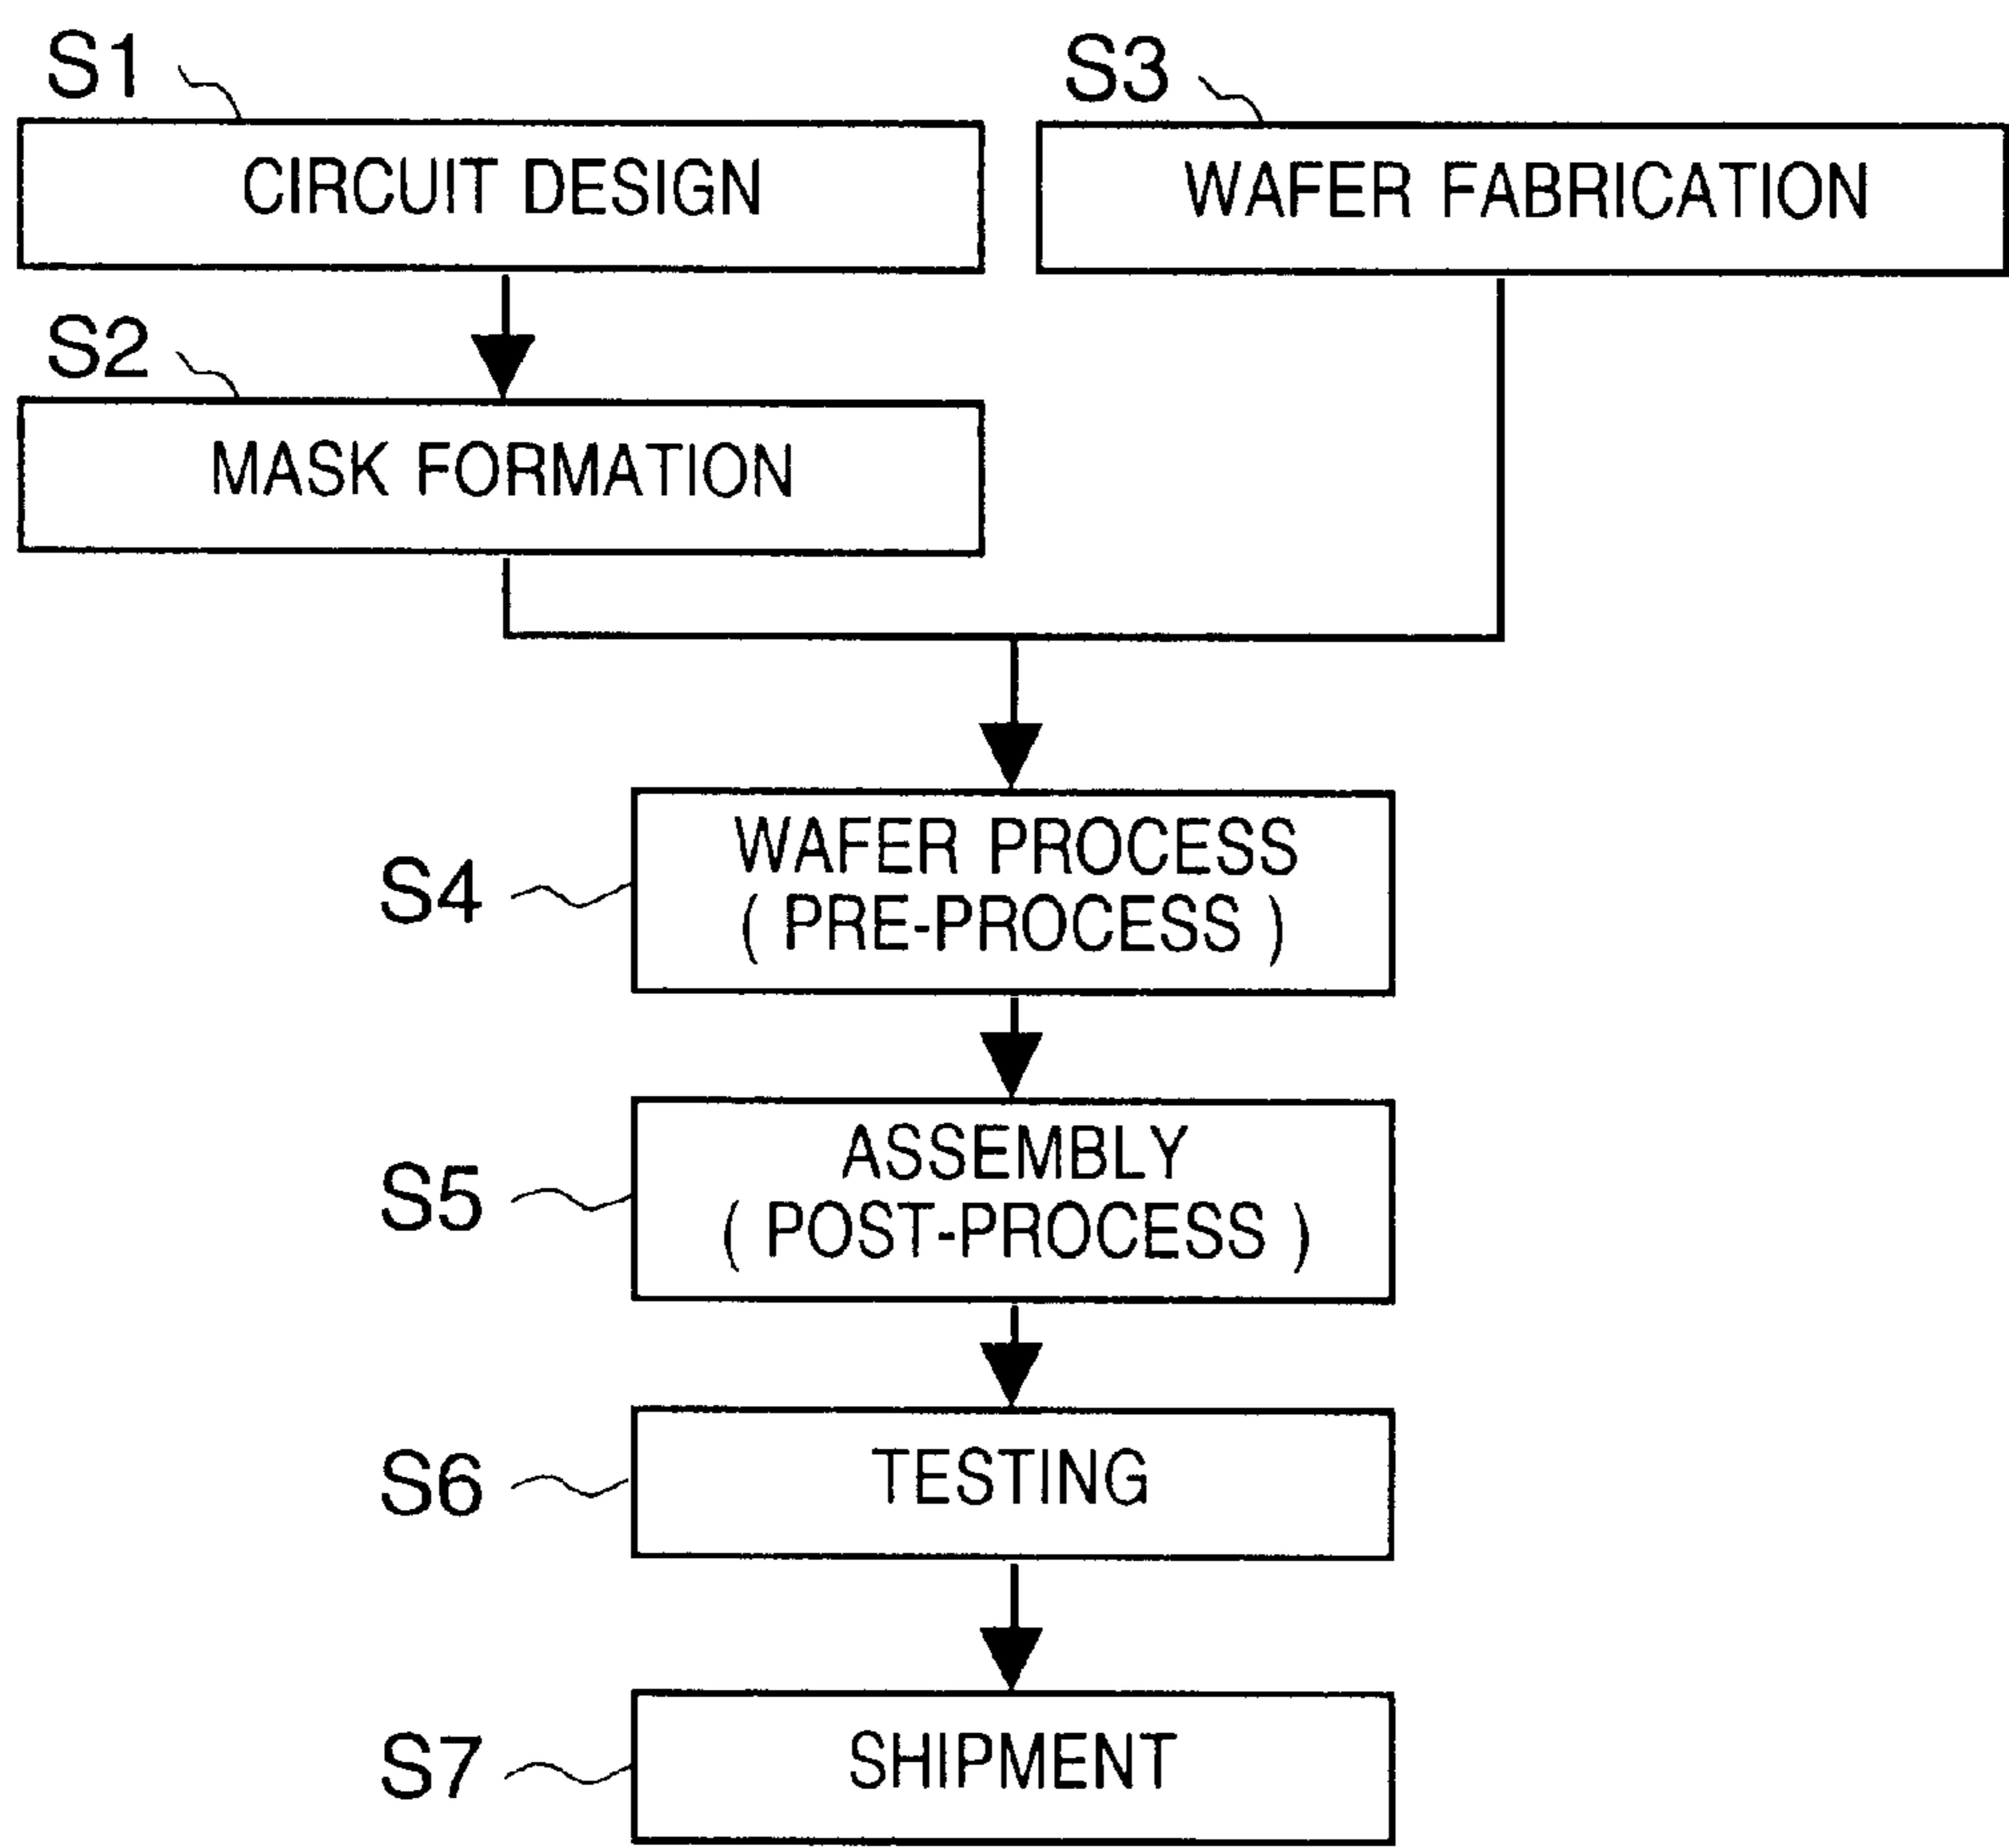 S1
CIRCUIT DESIGN
S3
WAFER FABRICATION
S2
MASK FORMATION
S4
WAFER PROCESS
( PRE-PROCESS )
S5
ASSEMBLY
( POST-PROCESS )
S6
TESTING
S7
SHIPMENT